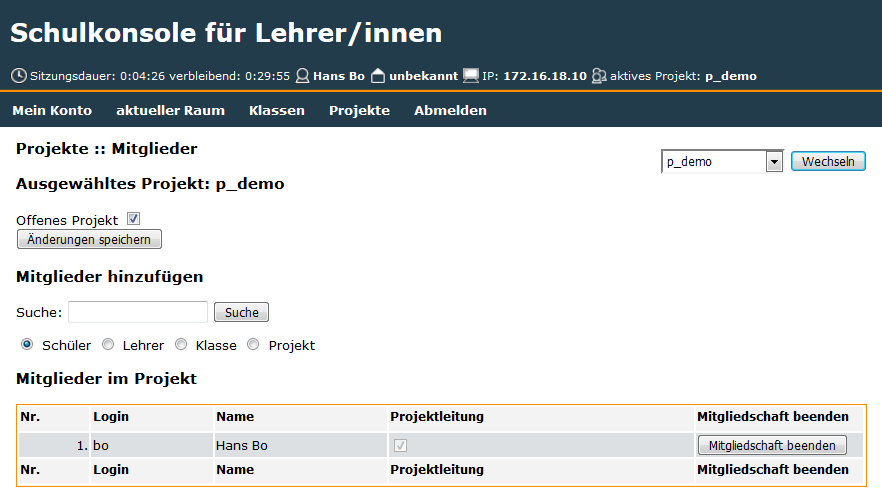 Schulkonsole für Lehrer/innen
Sitzungsdauer: 0:04:26 verbleibend: 0:29:55 Hans Bo unbekannt IP: 172.16.18.10 aktives Projekt: p_demo
Mein Konto aktueller Raum Klassen Projekte Abmelden
Projekte :: Mitglieder
p_demo Wechseln
Ausgewähltes Projekt: p_demo
Offenes Projekt
Änderungen speichern
Mitglieder hinzufügen
Suche: Suche
Schüler Lehrer Klasse Projekt
Mitglieder im Projekt
Nr. Login Name Projektleitung Mitgliedschaft beenden
1. bo Hans Bo Mitgliedschaft beenden
Nr. Login Name Projektleitung Mitgliedschaft beenden